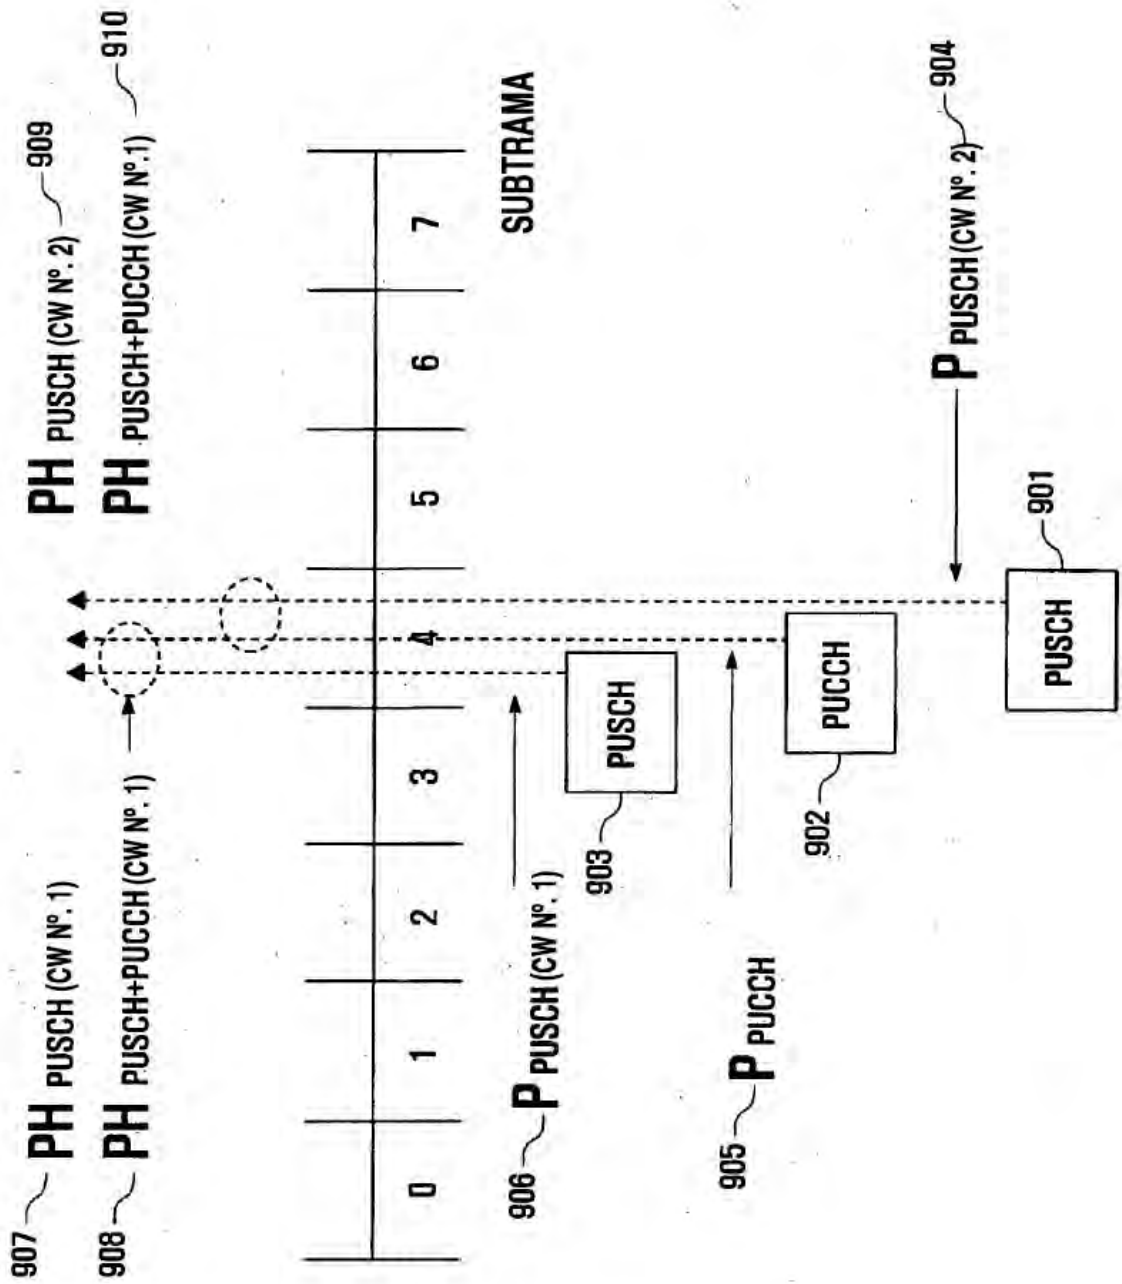 907 PH PUSCH (CW Nº. 1)
PH PUSCH (CW Nº. 2) 909
908 PH PUSCH+PUCCH (CW Nº. 1)
PH PUSCH+PUCCH (CW Nº. 1) 910
0 1 2 3 4 5 6 7
SUBTRAMA
906 P PUSCH (CW Nº. 1)
903 PUSCH
905 P PUCCH
902 PUCCH
P PUSCH (CW Nº. 2) 904
PUSCH 901